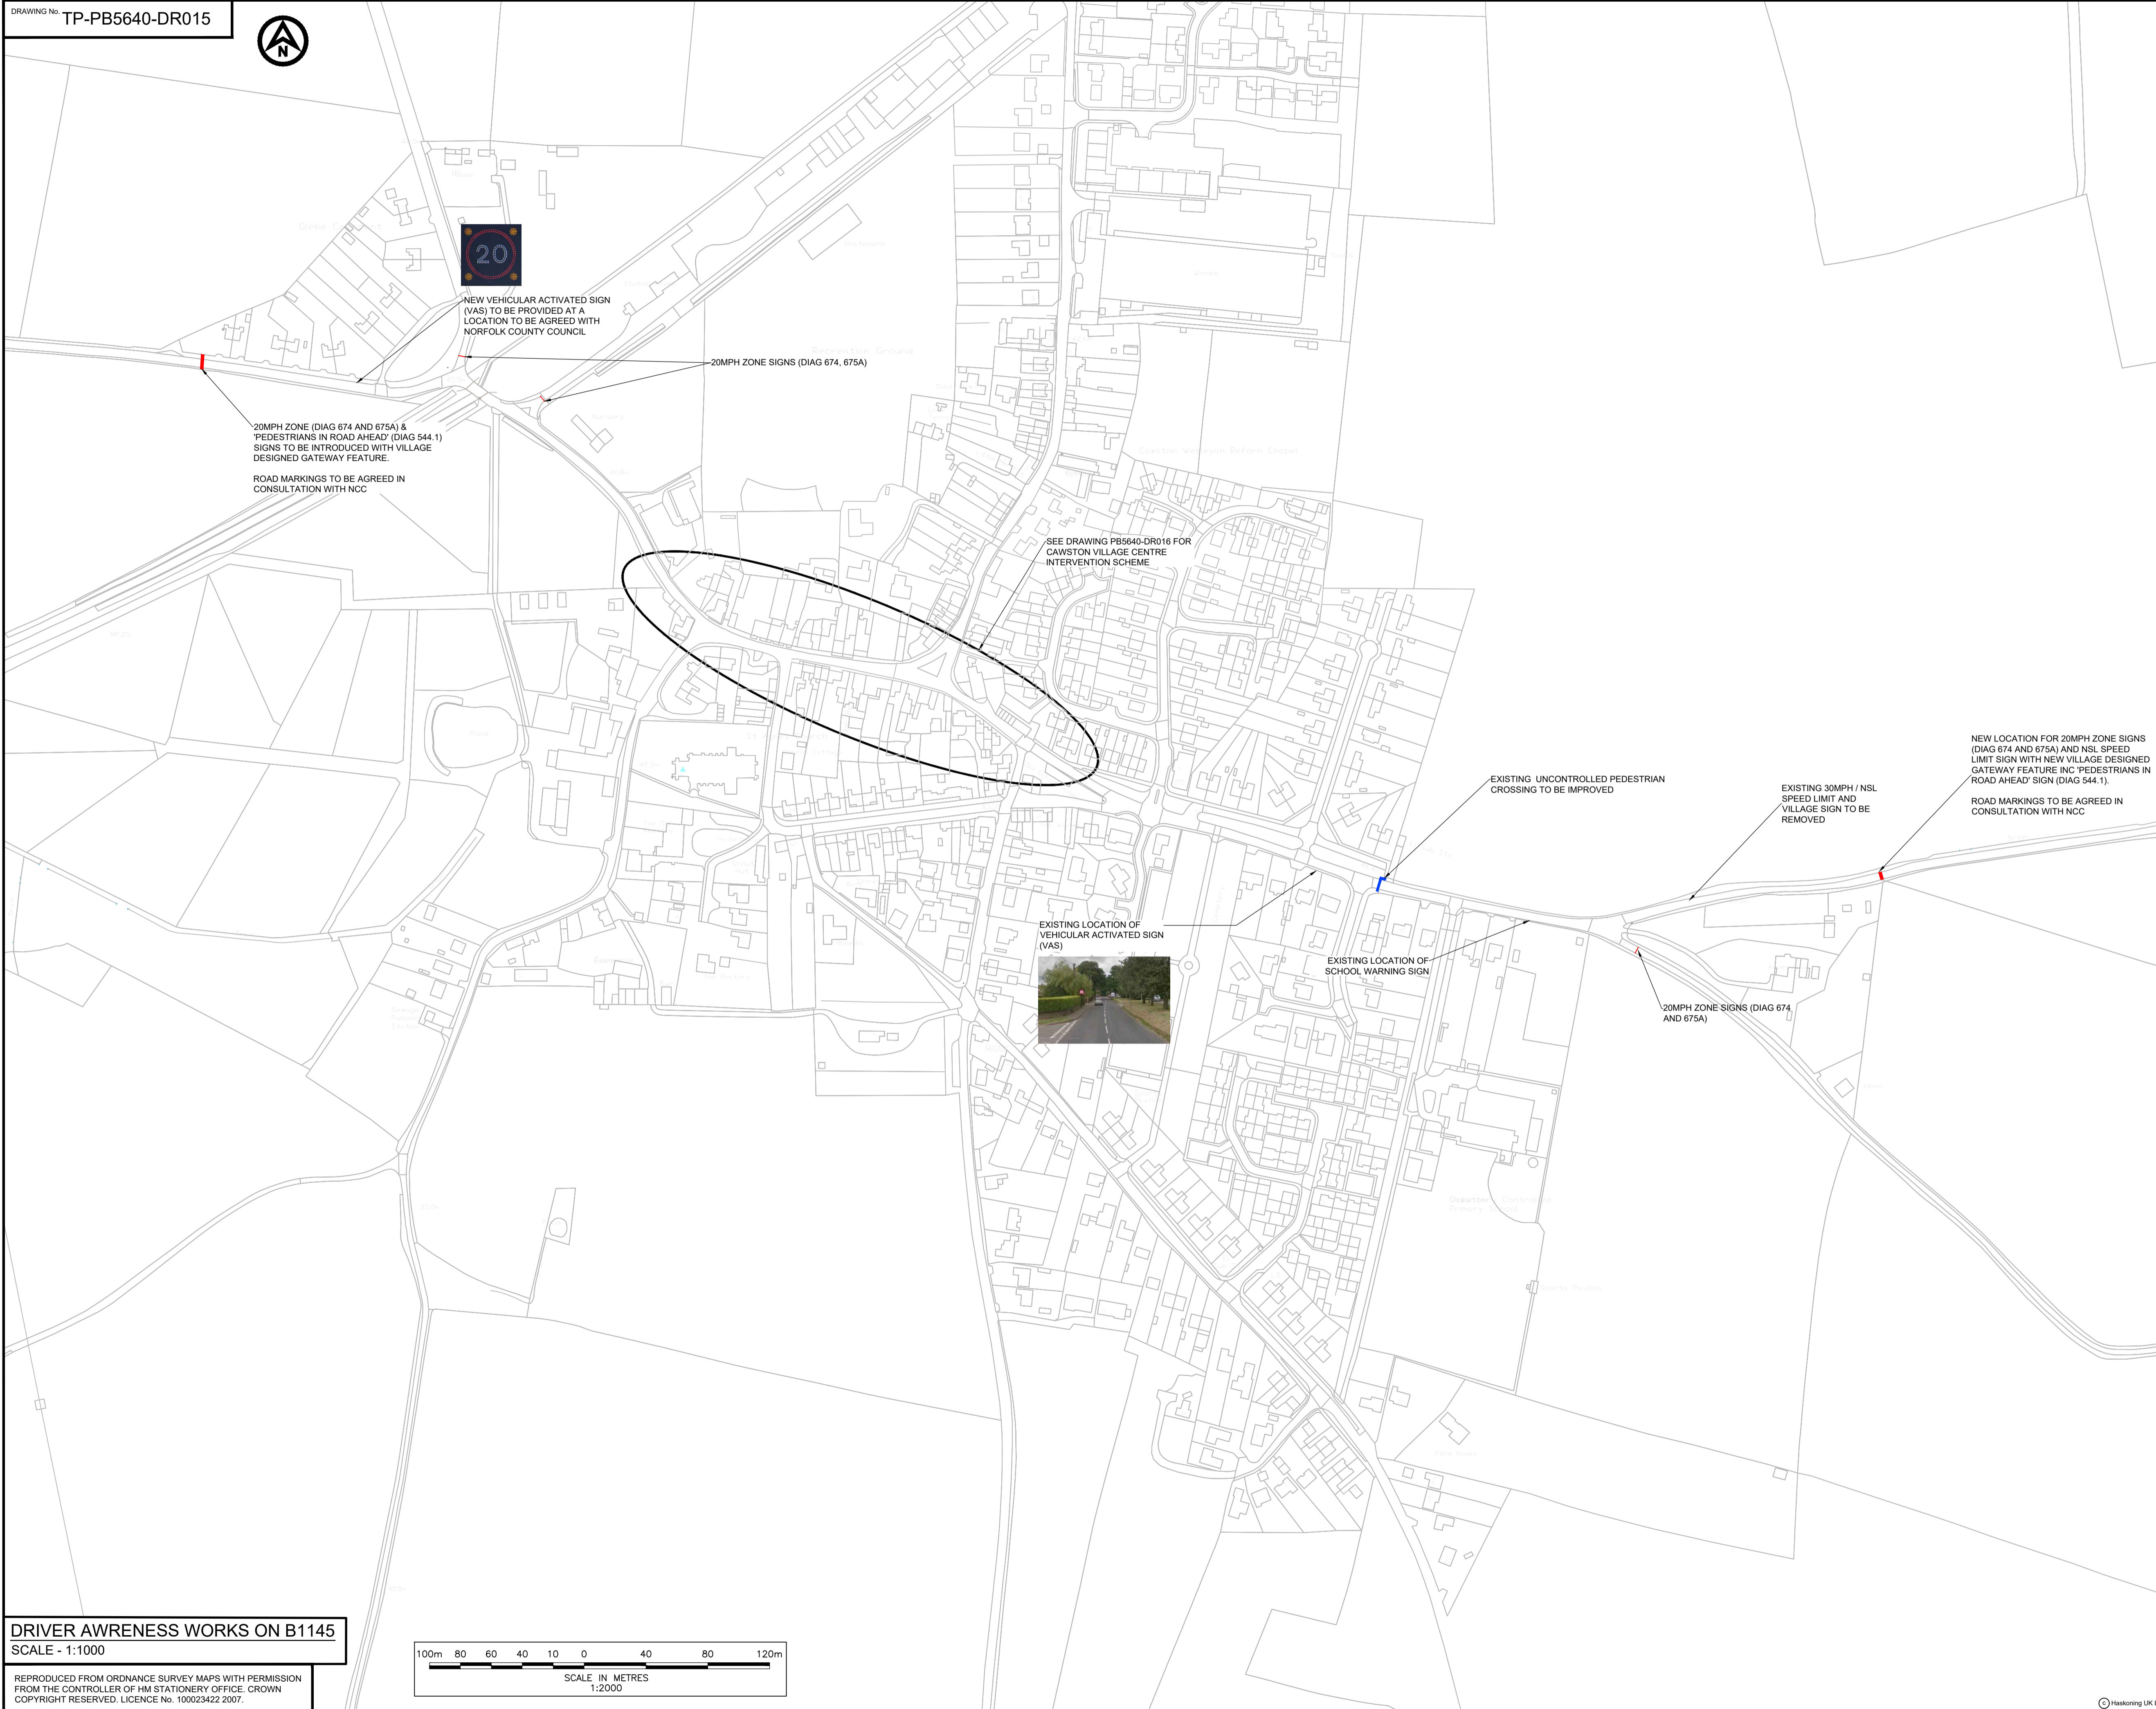 DRAWING No. TP-PB5640-DR015
N
20
NEW VEHICULAR ACTIVATED SIGN
(VAS) TO BE PROVIDED AT A
LOCATION TO BE AGREED WITH
NORFOLK COUNTY COUNCIL
20MPH ZONE SIGNS (DIAG 674, 675A)
20MPH ZONE (DIAG 674 AND 675A) &
'PEDESTRIANS IN ROAD AHEAD' (DIAG 544.1)
SIGNS TO BE INTRODUCED WITH VILLAGE
DESIGNED GATEWAY FEATURE.
ROAD MARKINGS TO BE AGREED IN
CONSULTATION WITH NCC
Recreation Ground
Cawston Wesleyan Reform Chapel
SEE DRAWING PB5640-DR016 FOR
CAWSTON VILLAGE CENTRE
INTERVENTION SCHEME
NEW LOCATION FOR 20MPH ZONE SIGNS
(DIAG 674 AND 675A) AND NSL SPEED
LIMIT SIGN WITH NEW VILLAGE DESIGNED
GATEWAY FEATURE INC 'PEDESTRIANS IN
ROAD AHEAD' SIGN (DIAG 544.1).
ROAD MARKINGS TO BE AGREED IN
CONSULTATION WITH NCC
EXISTING UNCONTROLLED PEDESTRIAN
CROSSING TO BE IMPROVED
EXISTING 30MPH / NSL
SPEED LIMIT AND
VILLAGE SIGN TO BE
REMOVED
EXISTING LOCATION OF
VEHICULAR ACTIVATED SIGN
(VAS)
EXISTING LOCATION OF
SCHOOL WARNING SIGN
20MPH ZONE SIGNS (DIAG 674
AND 675A)
DRIVER AWRENESS WORKS ON B1145
SCALE - 1:1000
REPRODUCED FROM ORDNANCE SURVEY MAPS WITH PERMISSION
FROM THE CONTROLLER OF HM STATIONERY OFFICE. CROWN
COPYRIGHT RESERVED. LICENCE No. 100023422 2007.
100m 80 60 40 10 0 40 80 120m
SCALE IN METRES
1:2000
© Haskoning UK